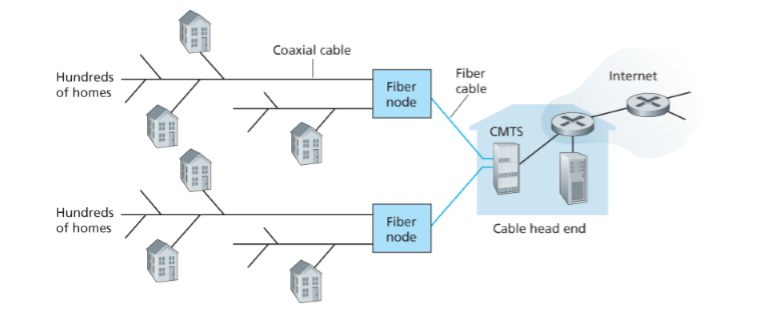 Coaxial cable
Hundreds
of homes
Fiber
node
Fiber
cable
Internet
CMTS
Hundreds
of homes
Fiber
node
Cable head end